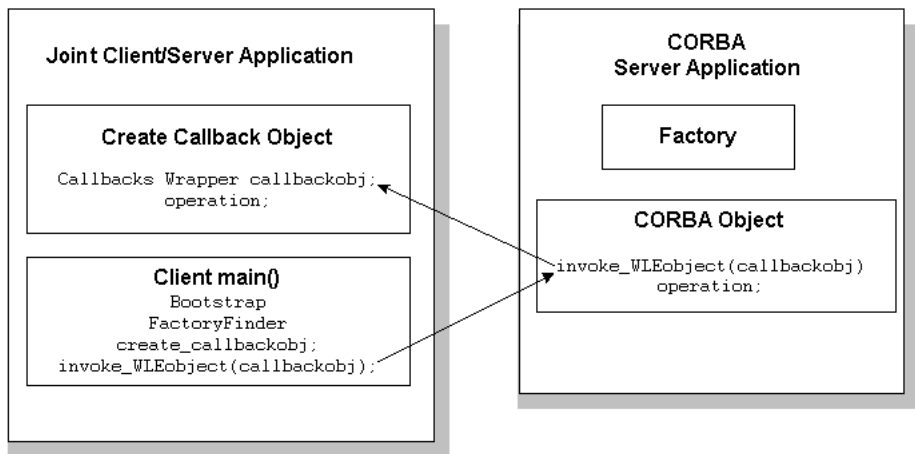 Joint Client/Server Application
Create Callback Object
Callbacks Wrapper callbackobj;
operation;
Client main()
Bootstrap
FactoryFinder
create_callbackobj;
invoke_WLEobject(callbackobj);
CORBA
Server Application
Factory
CORBA Object
invoke_WLEobject(callbackobj)
operation;